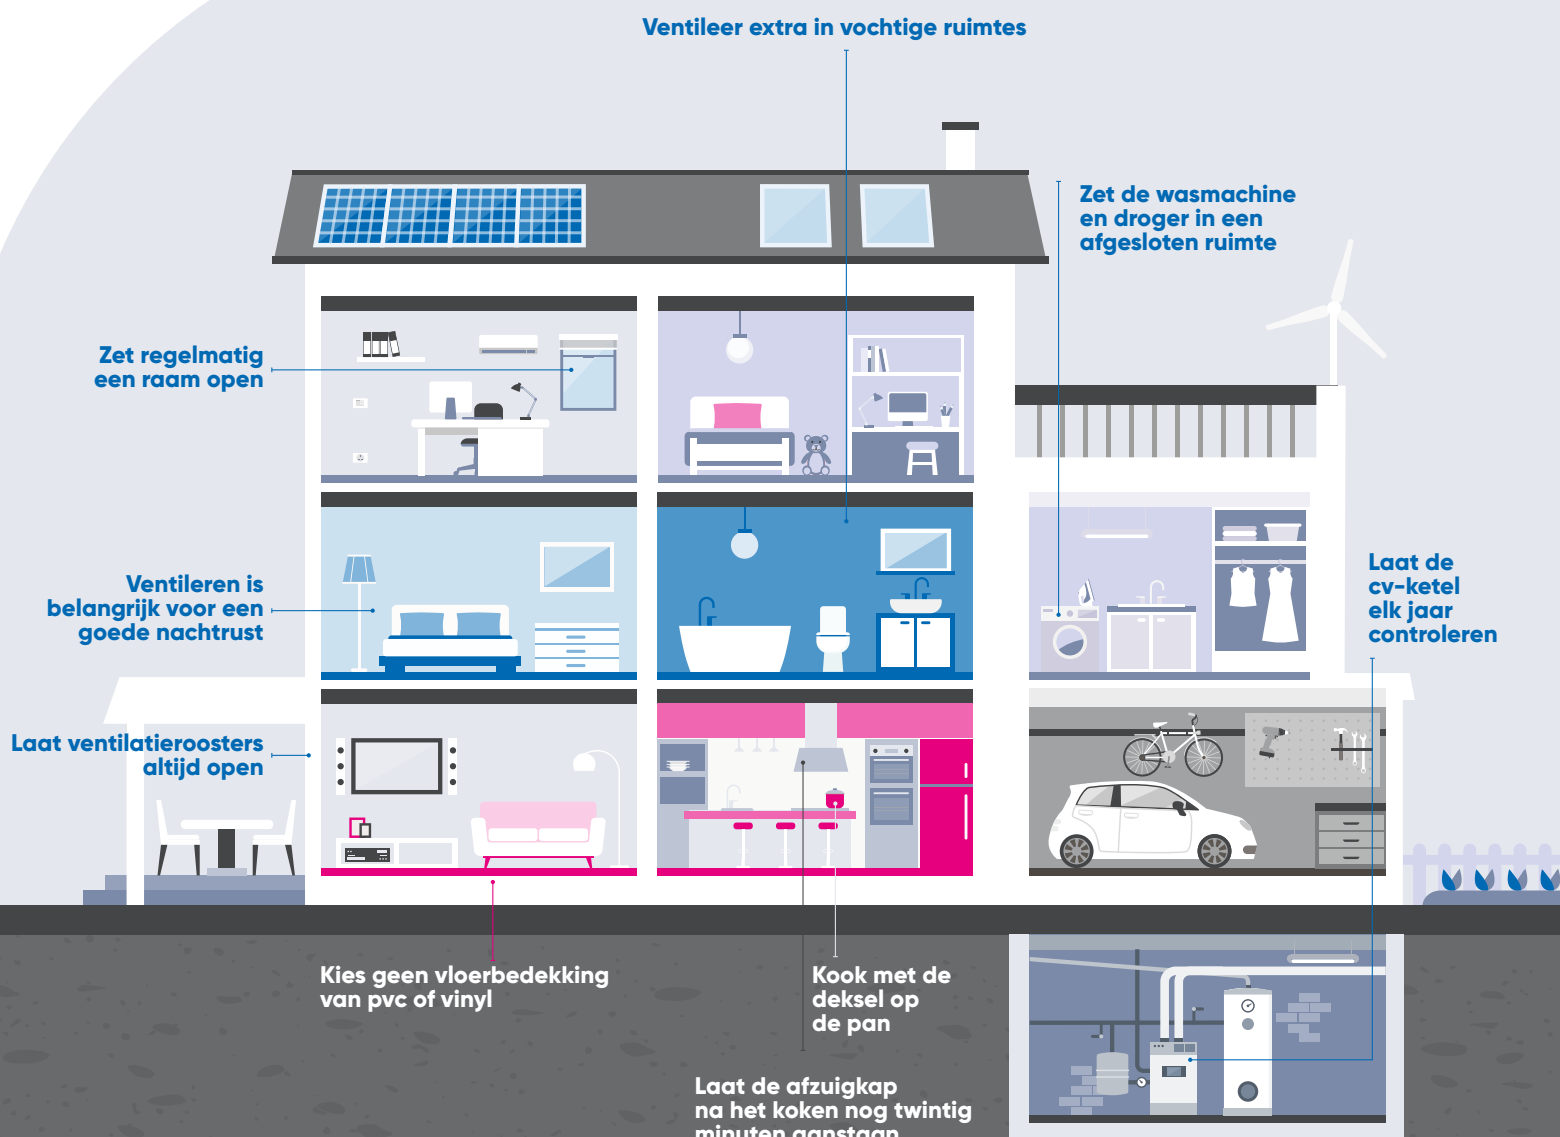 Ventileer extra in vochtige ruimtes
Zet de wasmachine
en droger in een
afgesloten ruimte
Zet regelmatig
een raam open
Ventileren is
belangrijk voor een
goede nachtrust
Laat de
cv-ketel
elk jaar
controleren
Laat ventilatieroosters
altijd open
Kies geen vloerbedekking
van pvc of vinyl
Kook met de
deksel op
de pan
Laat de afzuigkap
na het koken nog twintig
minuten aanstaan